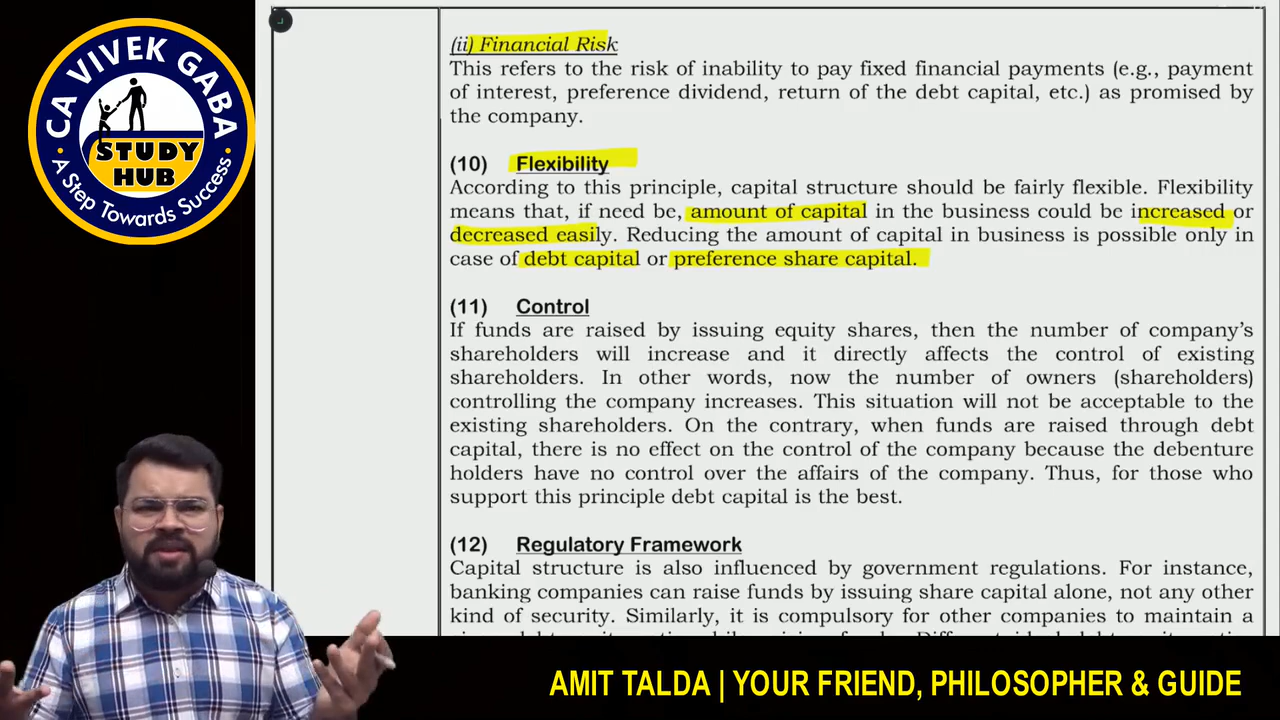 CA VIVEK GABA
STUDY
HUB
• A Step Towards Success •
(ii) Financial Risk
This refers to the risk of inability to pay fixed financial payments (e.g., payment
of interest, preference dividend, return of the debt capital, etc.) as promised by
the company.
(10) Flexibility
According to this principle, capital structure should be fairly flexible. Flexibility
means that, if need be, amount of capital in the business could be increased or
decreased easily. Reducing the amount of capital in business is possible only in
case of debt capital or preference share capital.
(11) Control
If funds are raised by issuing equity shares, then the number of company's
shareholders will increase and it directly affects the control of existing
shareholders. In other words, now the number of owners (shareholders)
controlling the company increases. This situation will not be acceptable to the
existing shareholders. On the contrary, when funds are raised through debt
capital, there is no effect on the control of the company because the debenture
holders have no control over the affairs of the company. Thus, for those who
support this principle debt capital is the best.
(12) Regulatory Framework
Capital structure is also influenced by government regulations. For instance,
banking companies can raise funds by issuing share capital alone, not any other
kind of security. Similarly, it is compulsory for other companies to maintain a
AMIT TALDA | YOUR FRIEND, PHILOSOPHER & GUIDE